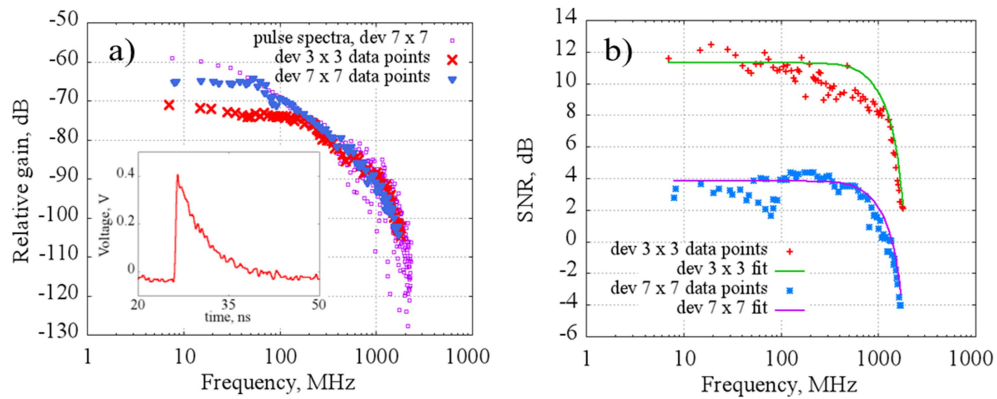 a)
pulse spectra, dev 7 x 7
dev 3 x 3 data points
dev 7 x 7 data points
Relative gain, dB
-50
-60
-70
-80
-90
-100
-110
-120
-130
1 10 100 1000 10000
Frequency, MHz
Voltage, V
0.4
0.2
0
20 35 50
time, ns
b)
SNR, dB
14
12
10
8
6
4
2
0
-2
-4
-6
dev 3 x 3 data points
dev 3 x 3 fit
dev 7 x 7 data points
dev 7 x 7 fit
1 10 100 1000 10000
Frequency, MHz